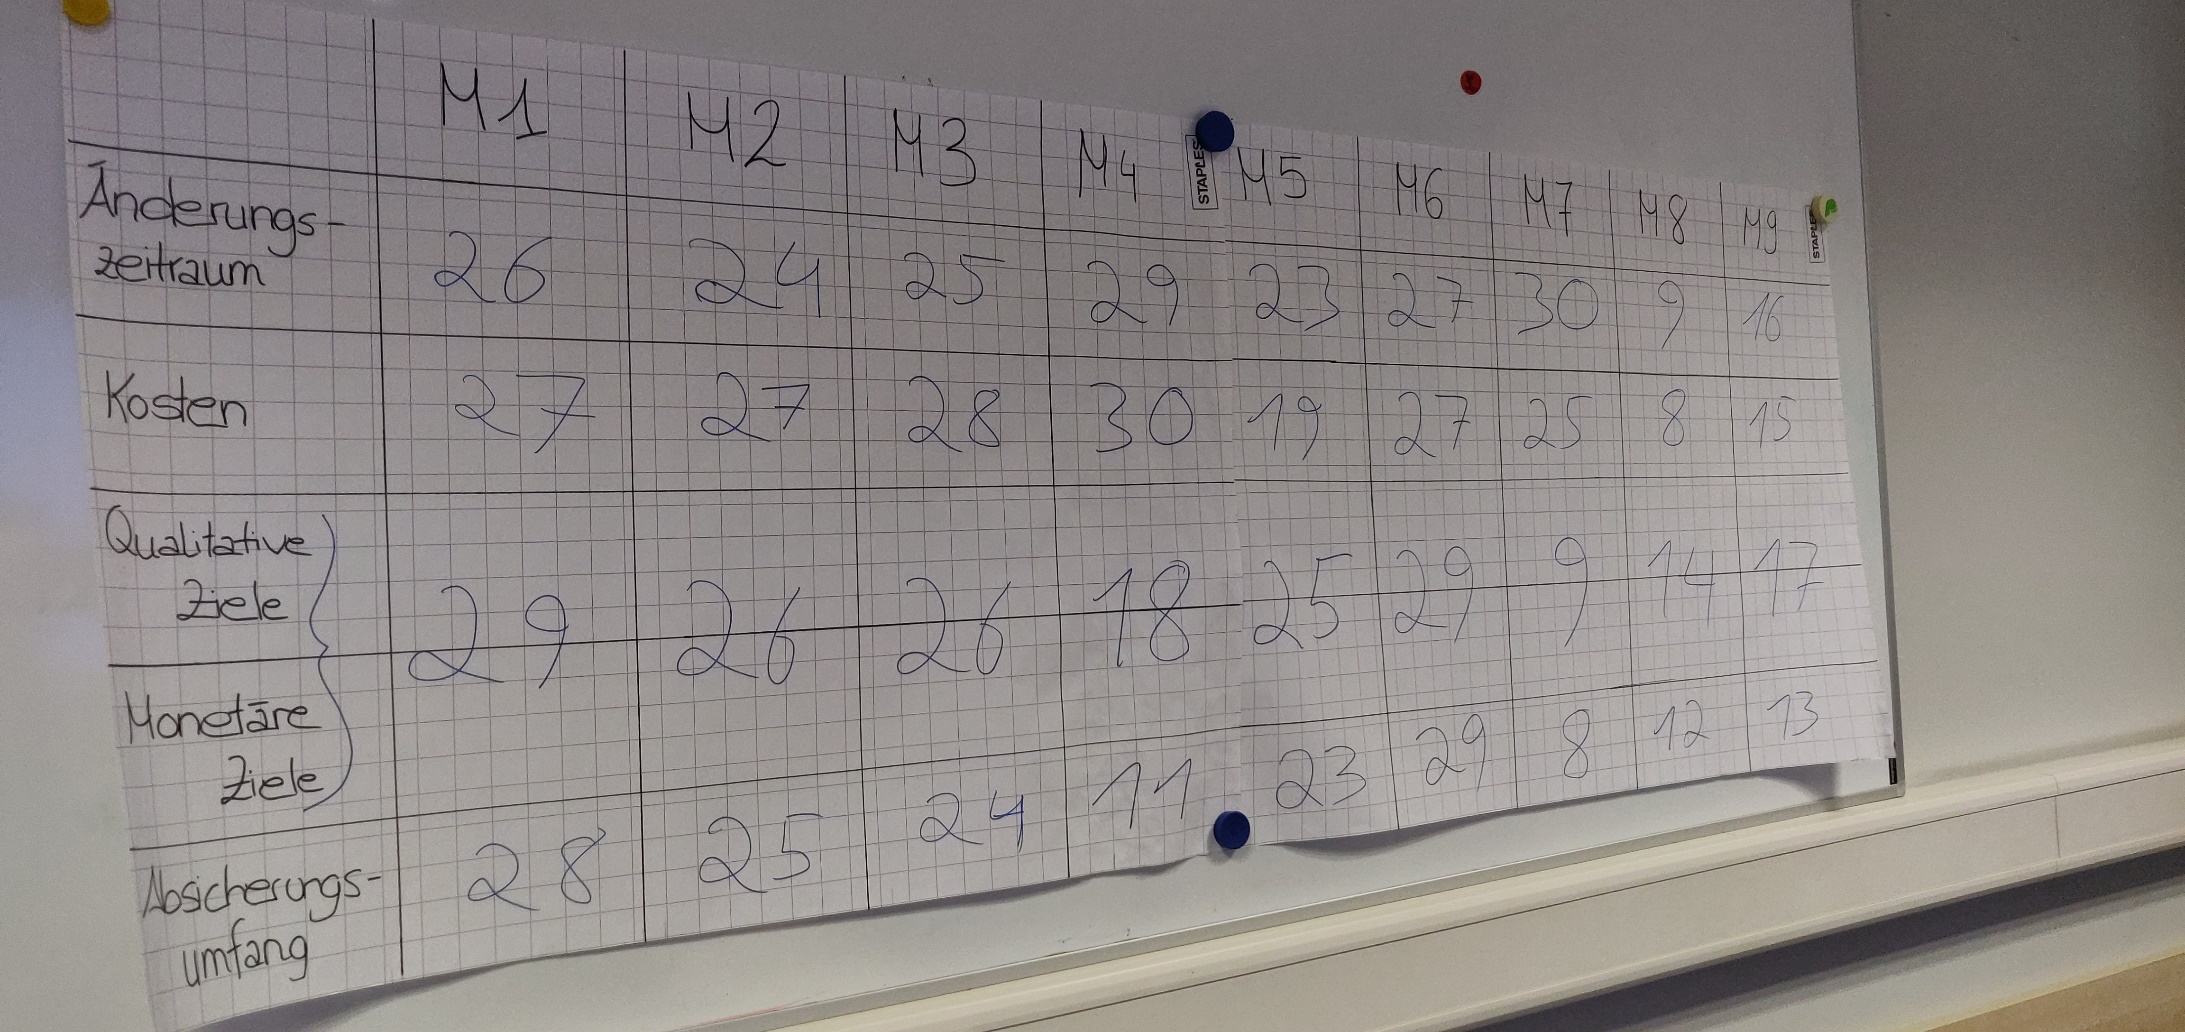 M1 M2 M3 M4 M5 M6 M7 M8 M9
STAPLES
STAPLES
Änderungs-
zeitraum 26 24 25 29 23 27 30 9 16
Kosten 27 27 28 30 19 27 25 8 15
Qualitative
Ziele
29 26 26 18 25 29 9 14 17
Monetäre
Ziele
Absicherungs- 28 25 24 11 23 29 8 12 13
umfang